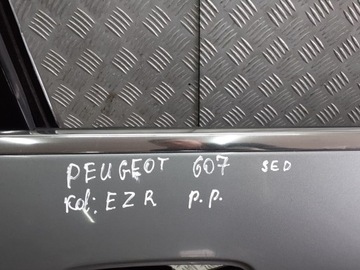 PEUGEOT 607 SED
Kol: EZR P.P.